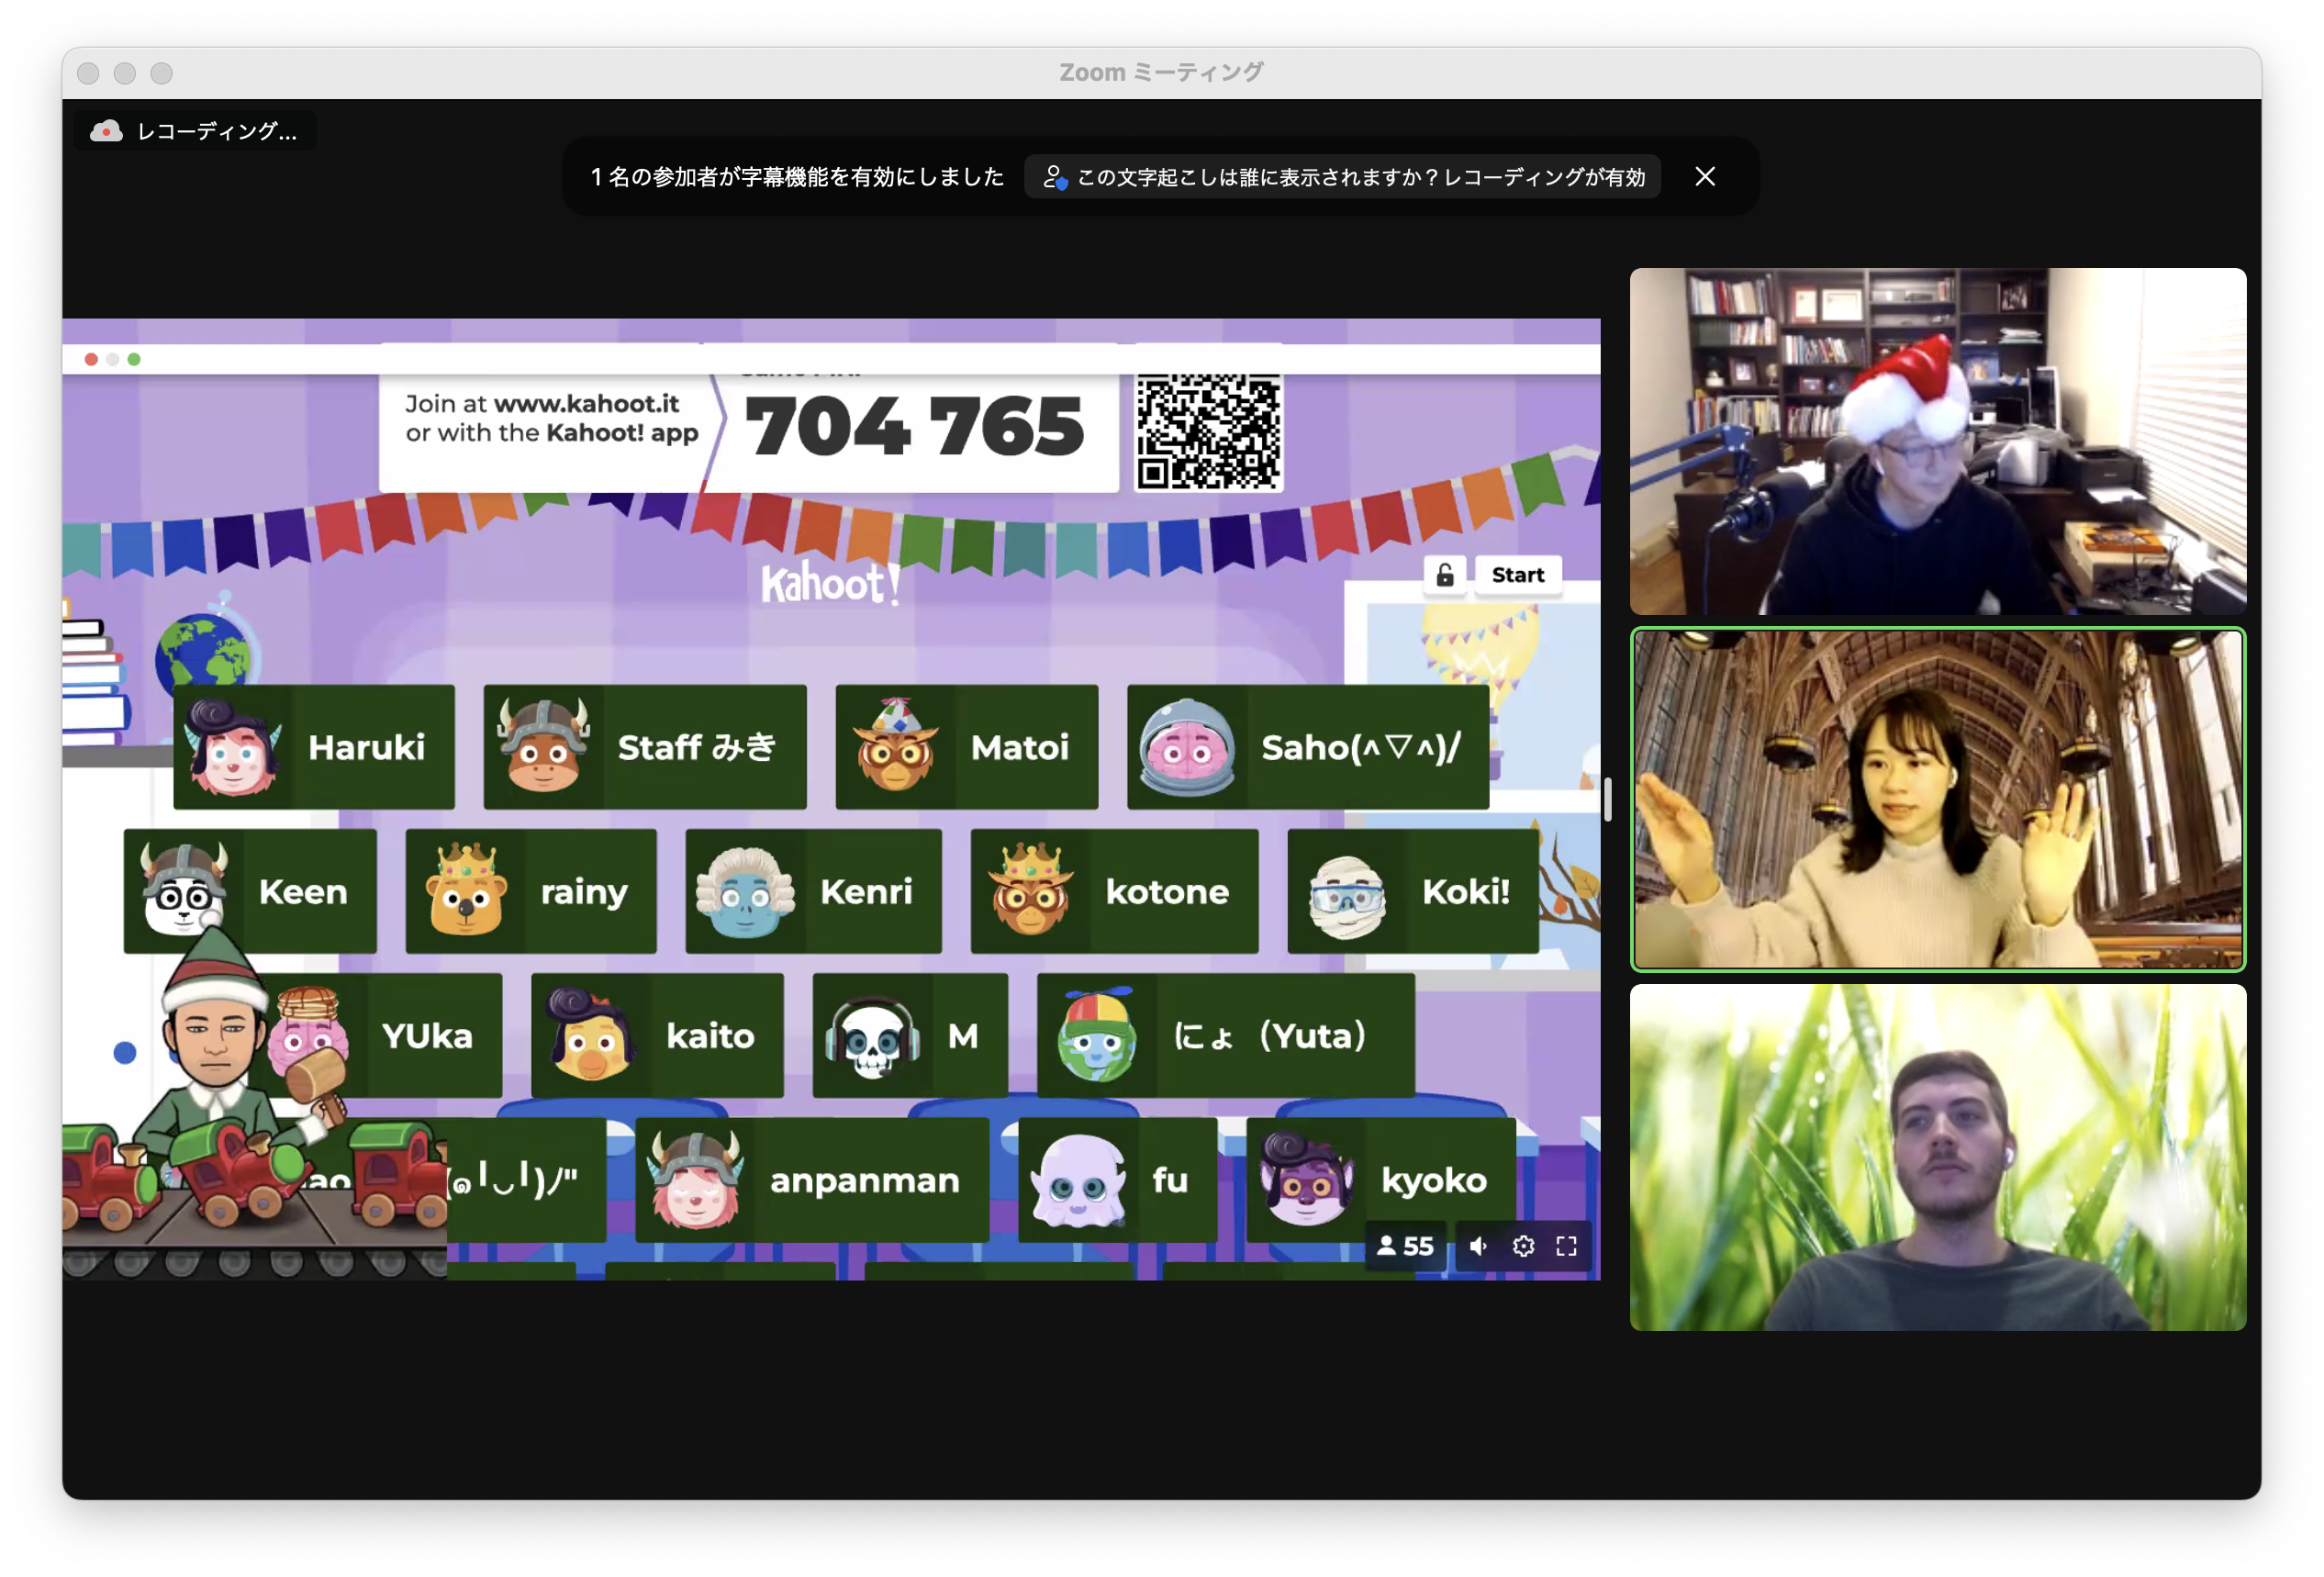 Zoom ミーティング
レコーディング...
1 名の参加者が字幕機能を有効にしました
この文字起こしは誰に表示されますか？レコーディングが有効
Join at www.kahoot.it
or with the Kahoot! app
704 765
Kahoot!
Start
Haruki
Staff みき
Matoi
Saho(^▽^)/
Keen
rainy
Kenri
kotone
Koki!
YUka
kaito
M
にょ（Yuta）
anpanman
fu
kyoko
55